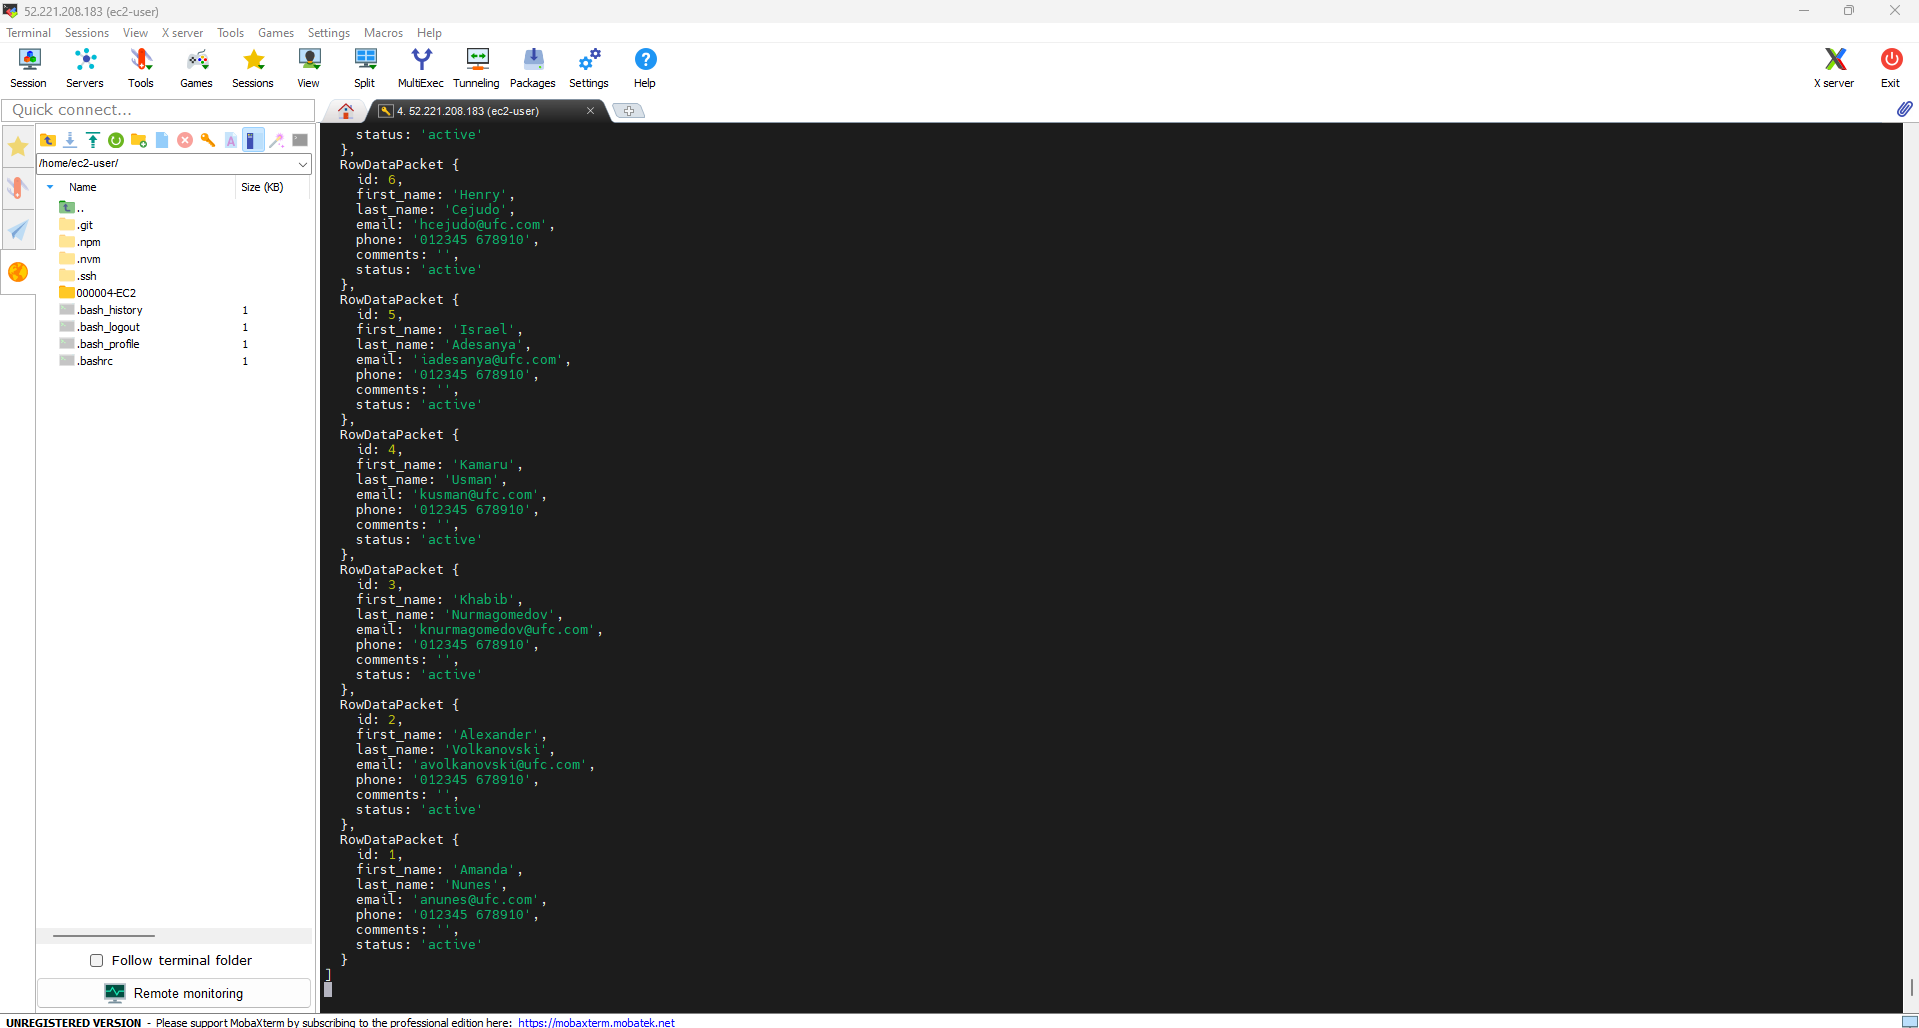 52.221.208.183 (ec2-user)
Terminal Sessions View X server Tools Games Settings Macros Help
Session Servers Tools Games Sessions View Split MultiExec Tunneling Packages Settings Help X server Exit
Quick connect...
4. 52.221.208.183 (ec2-user)
/home/ec2-user/
Name Size (KB)
..
.git
.npm
.nvm
.ssh
000004-EC2
.bash_history 1
.bash_logout 1
.bash_profile 1
.bashrc 1
Follow terminal folder
Remote monitoring
status: 'active'
},
RowDataPacket {
id: 6,
first_name: 'Henry',
last_name: 'Cejudo',
email: 'hcejudo@ufc.com',
phone: '012345 678910',
comments: '',
status: 'active'
},
RowDataPacket {
id: 5,
first_name: 'Israel',
last_name: 'Adesanya',
email: 'iadesanya@ufc.com',
phone: '012345 678910',
comments: '',
status: 'active'
},
RowDataPacket {
id: 4,
first_name: 'Kamaru',
last_name: 'Usman',
email: 'kusman@ufc.com',
phone: '012345 678910',
comments: '',
status: 'active'
},
RowDataPacket {
id: 3,
first_name: 'Khabib',
last_name: 'Nurmagomedov',
email: 'knurmagomedov@ufc.com',
phone: '012345 678910',
comments: '',
status: 'active'
},
RowDataPacket {
id: 2,
first_name: 'Alexander',
last_name: 'Volkanovski',
email: 'avolkanovski@ufc.com',
phone: '012345 678910',
comments: '',
status: 'active'
},
RowDataPacket {
id: 1,
first_name: 'Amanda',
last_name: 'Nunes',
email: 'anunes@ufc.com',
phone: '012345 678910',
comments: '',
status: 'active'
}
]
UNREGISTERED VERSION - Please support MobaXterm by subscribing to the professional edition here: https://mobaxterm.mobatek.net